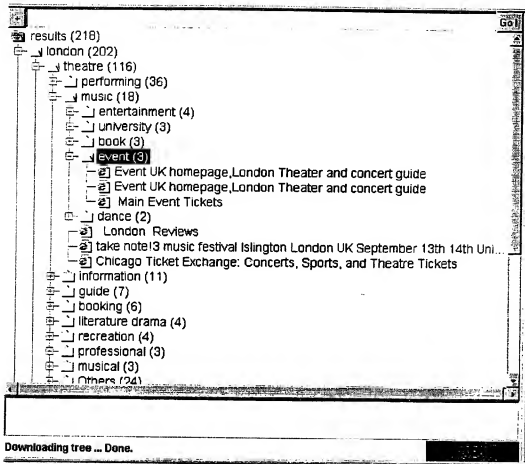 Go!
results (218)
london (202)
theatre (116)
performing (36)
music (18)
entertainment (4)
university (3)
book (3)
event (3)
Event UK homepage,London Theater and concert guide
Event UK homepage,London Theater and concert guide
Main Event Tickets
dance (2)
London Reviews
take note!3 music festival Islington London UK September 13th 14th Uni...
Chicago Ticket Exchange: Concerts, Sports, and Theatre Tickets
information (11)
guide (7)
booking (6)
literature drama (4)
recreation (4)
professional (3)
musical (3)
Others (24)
Downloading tree ... Done.